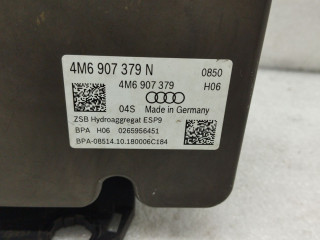 4M6 907 379 N 0850
4M6 907 379 H06
04S Made in Germany
ZSB Hydroaggregat ESP9
BPA H06 0265956451
BPA-08514.10.180006C184